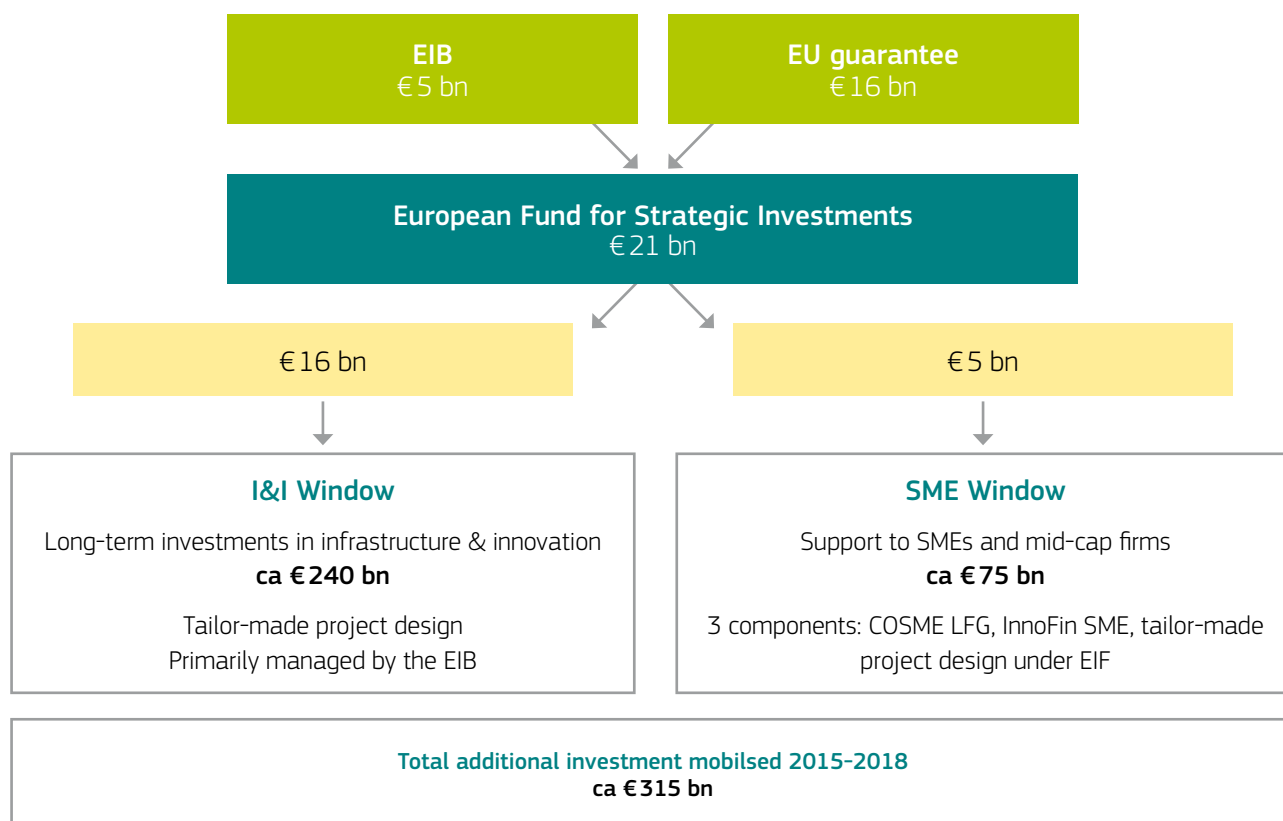 EIB
€ 5 bn
EU guarantee
€ 16 bn
European Fund for Strategic Investments
€ 21 bn
€ 16 bn
€ 5 bn
I&I Window
Long-term investments in infrastructure & innovation
ca € 240 bn
Tailor-made project design
Primarily managed by the EIB
SME Window
Support to SMEs and mid-cap firms
ca € 75 bn
3 components: COSME LFG, InnoFin SME, tailor-made
project design under EIF
Total additional investment mobilsed 2015-2018
ca € 315 bn